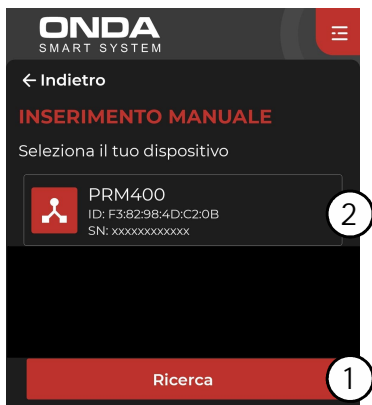 ONDA
SMART SYSTEM
Indietro
INSERIMENTO MANUALE
Seleziona il tuo dispositivo
PRM400
ID: F3:82:98:4D:C2:0B
SN: xxxxxxxxxxxx
2
Ricerca
1